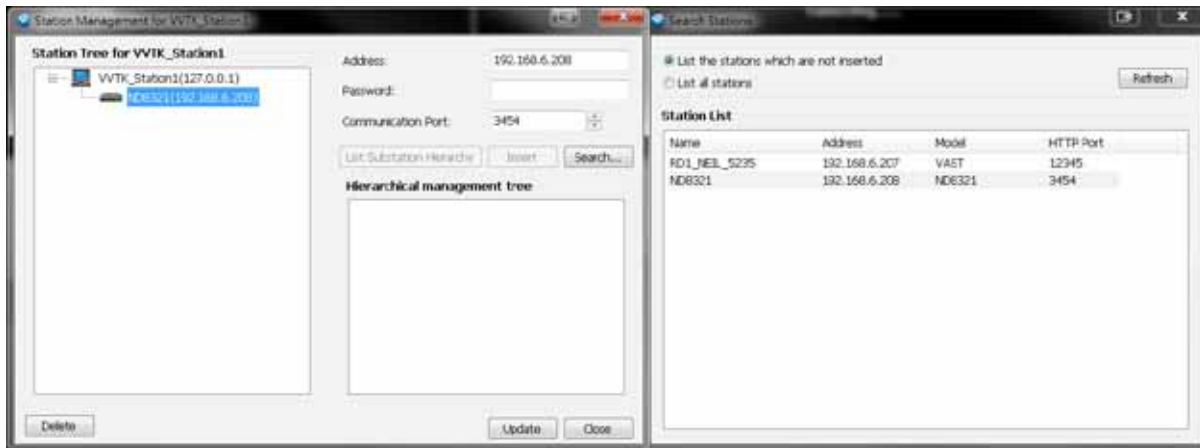 Station Management for VVTK_Station1
Station Tree for VVTK_Station1
VVTK_Station1(127.0.0.1)
ND8321(192.168.6.208)
Address: 192.168.6.208
Password:
Communication Port: 3454
List Substation Hierarchy Insert Search...
Hierarchical management tree
Delete Update Close
Search Stations
List the stations which are not inserted
List all stations
Refresh
Station List
Name Address Model HTTP Port
RD1_NEIL_5235 192.168.6.207 VAST 12345
ND8321 192.168.6.208 ND8321 3454